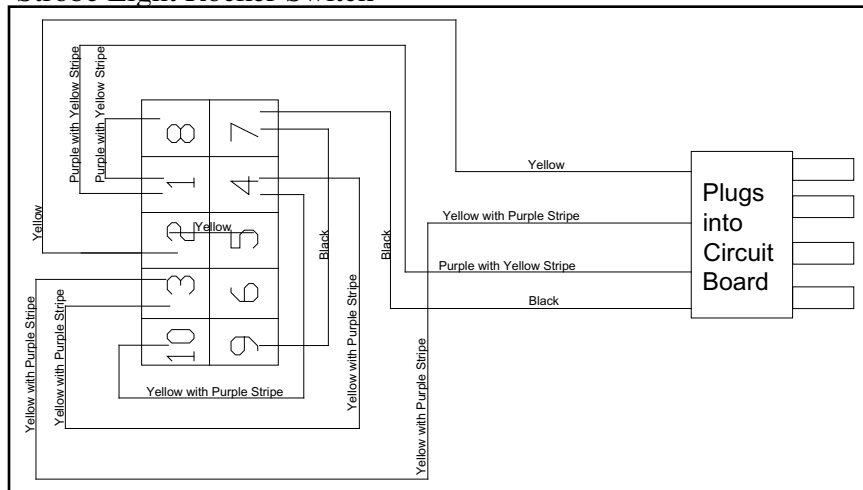 Strobe Light Rocker Switch
Purple with Yellow Stripe
Purple with Yellow Stripe
8
7
1
4
Yellow
2
Yellow
5
3
6
10
9
Black
Black
Yellow
Yellow with Purple Stripe
Purple with Yellow Stripe
Black
Plugs
into
Circuit
Board
Yellow with Purple Stripe
Yellow with Purple Stripe
Yellow with Purple Stripe
Yellow with Purple Stripe
Yellow with Purple Stripe